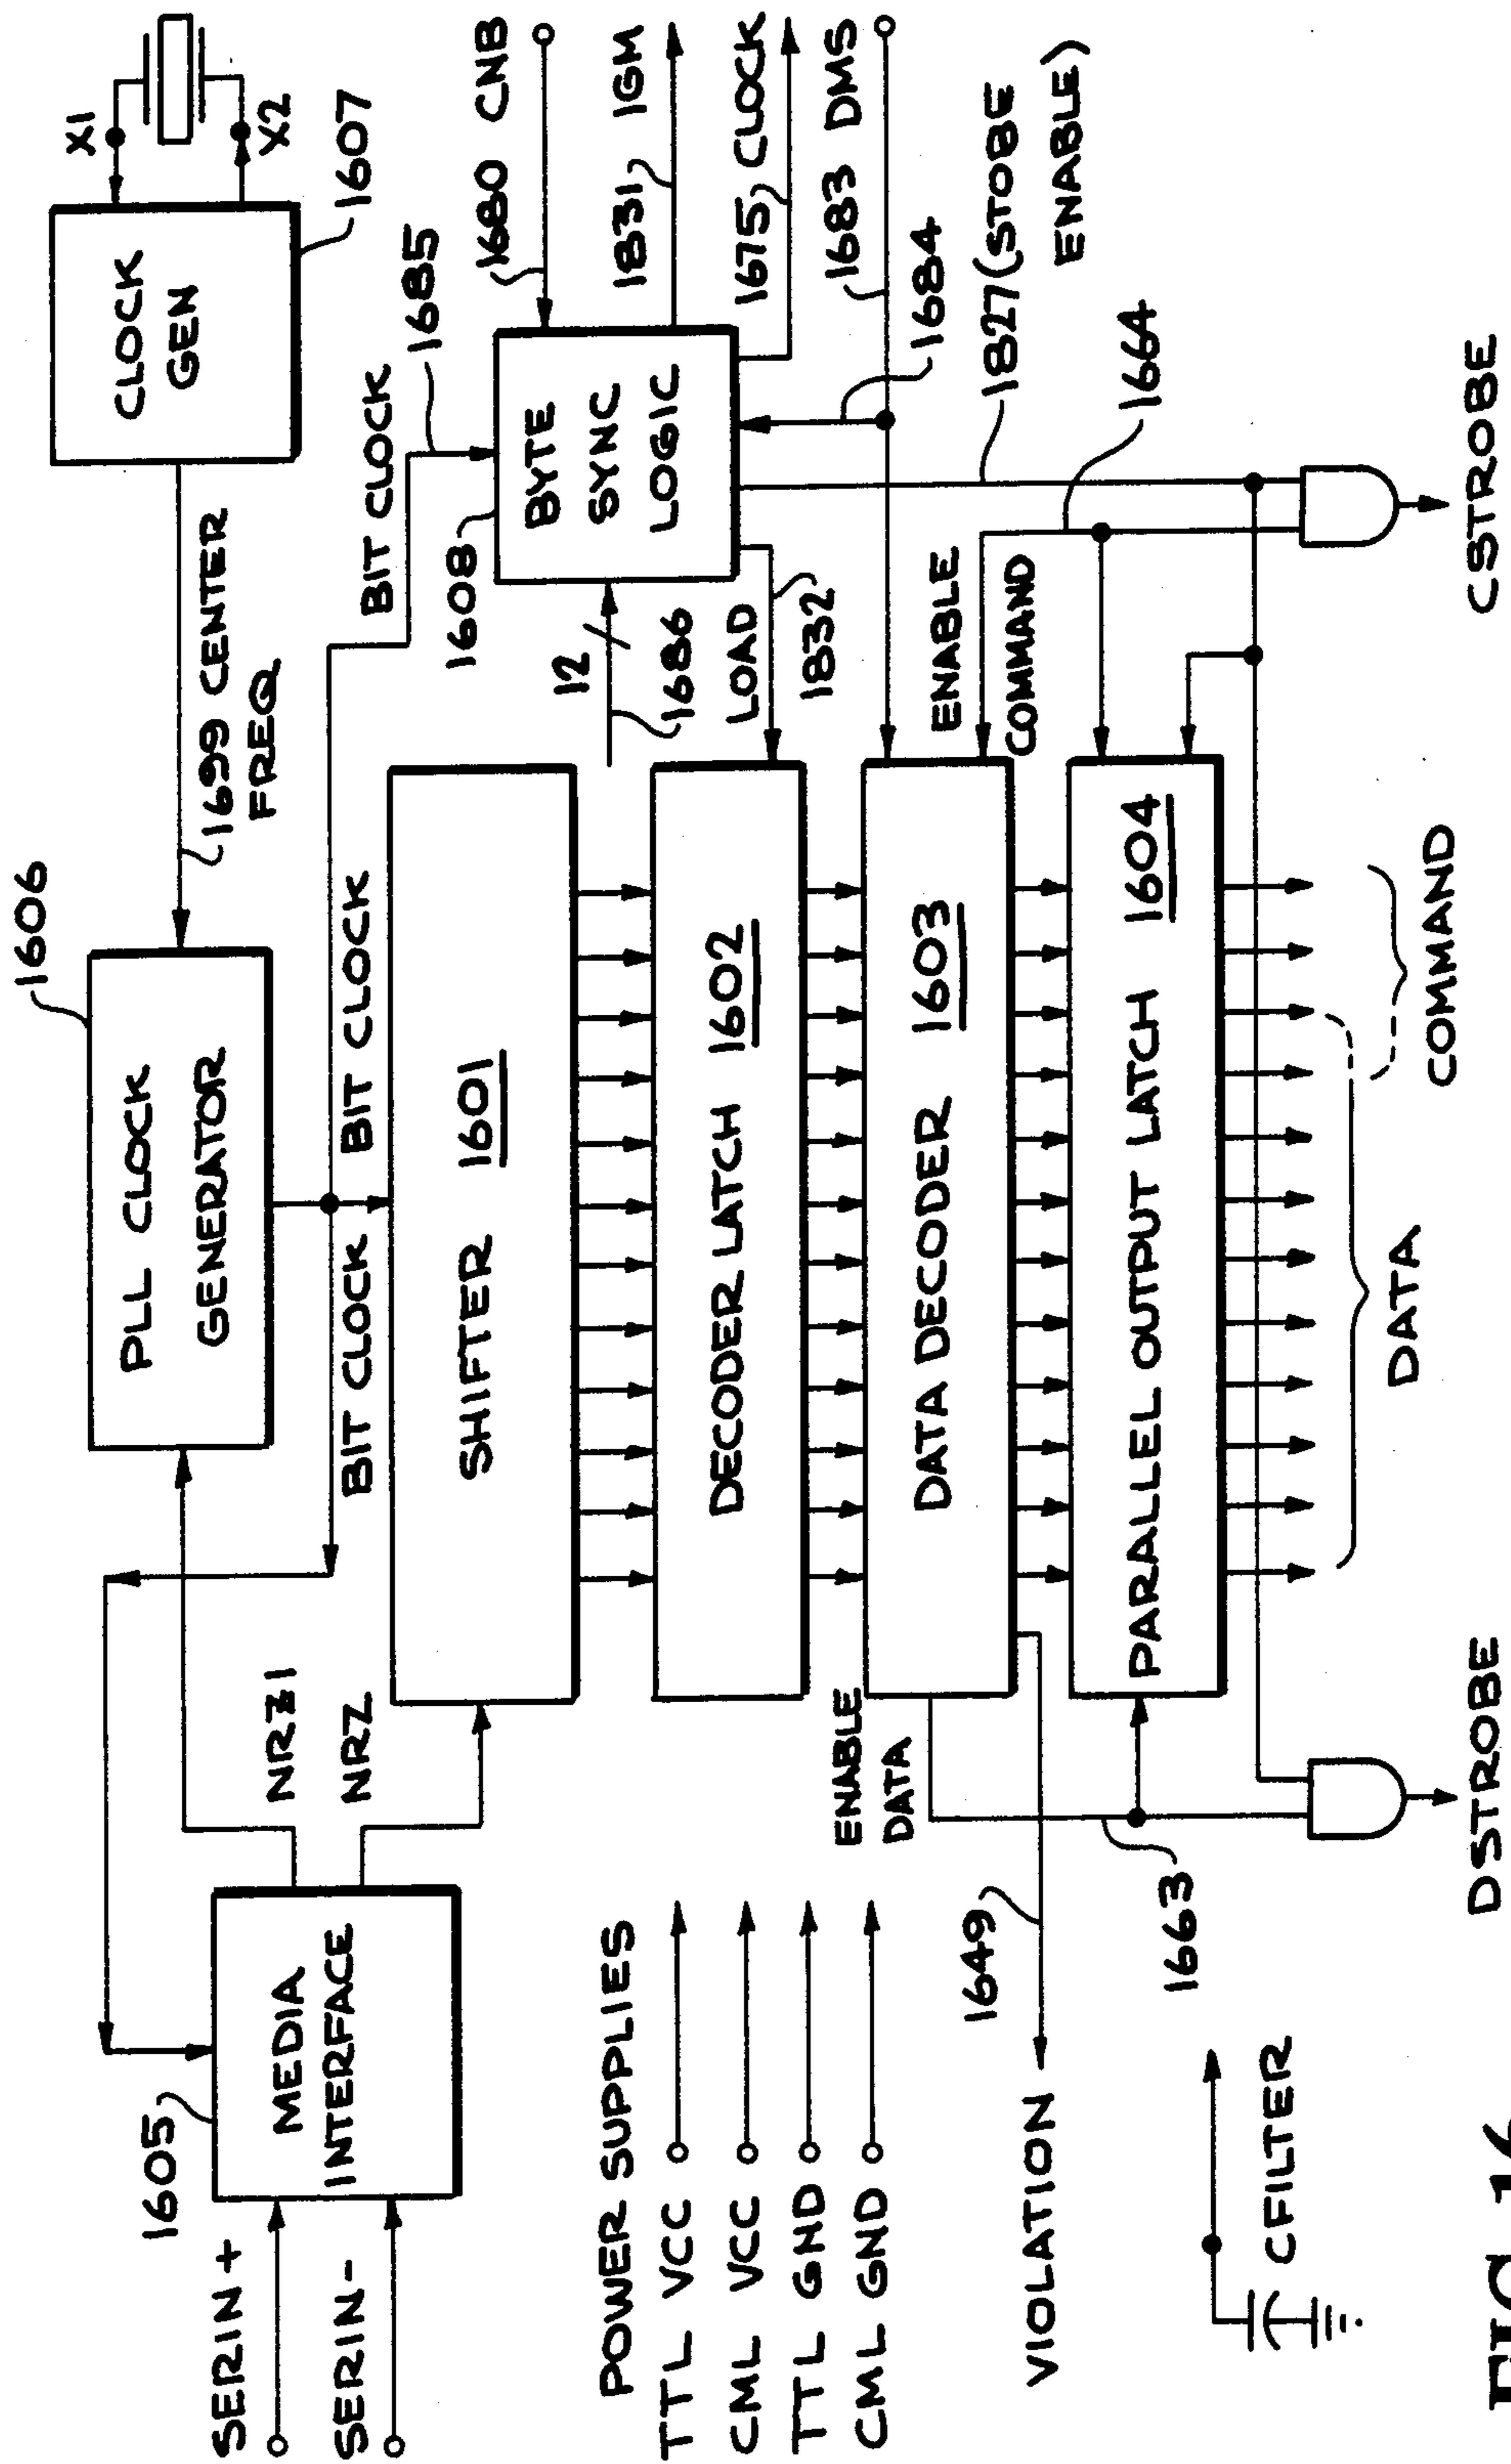 X1
X2
CLOCK
GEN
1607
1606
PLL CLOCK
GENERATOR
1699 CENTER
FREQ
BIT CLOCK
1685
1680 CNB
1831 IGM
1675 CLOCK
1683 DMS
1684
1827 (STOBE
ENABLE)
1664
1608
BYTE
SYNC
LOGIC
12
1686
LOAD
1832
ENABLE
COMMAND
BIT CLOCK
BIT CLOCK
SHIFTER 1601
DECODER LATCH 1602
DATA DECODER 1603
PARALLEL OUTPUT LATCH 1604
NRZI
NRZ
1605
MEDIA
INTERFACE
SERIN +
SERIN -
POWER SUPPLIES
TTL VCC
CML VCC
TTL GND
CML GND
ENABLE
DATA
1649
VIOLATION
1663
CFILTER
DSTROBE
DATA
COMMAND
CSTROBE
FIG. 16